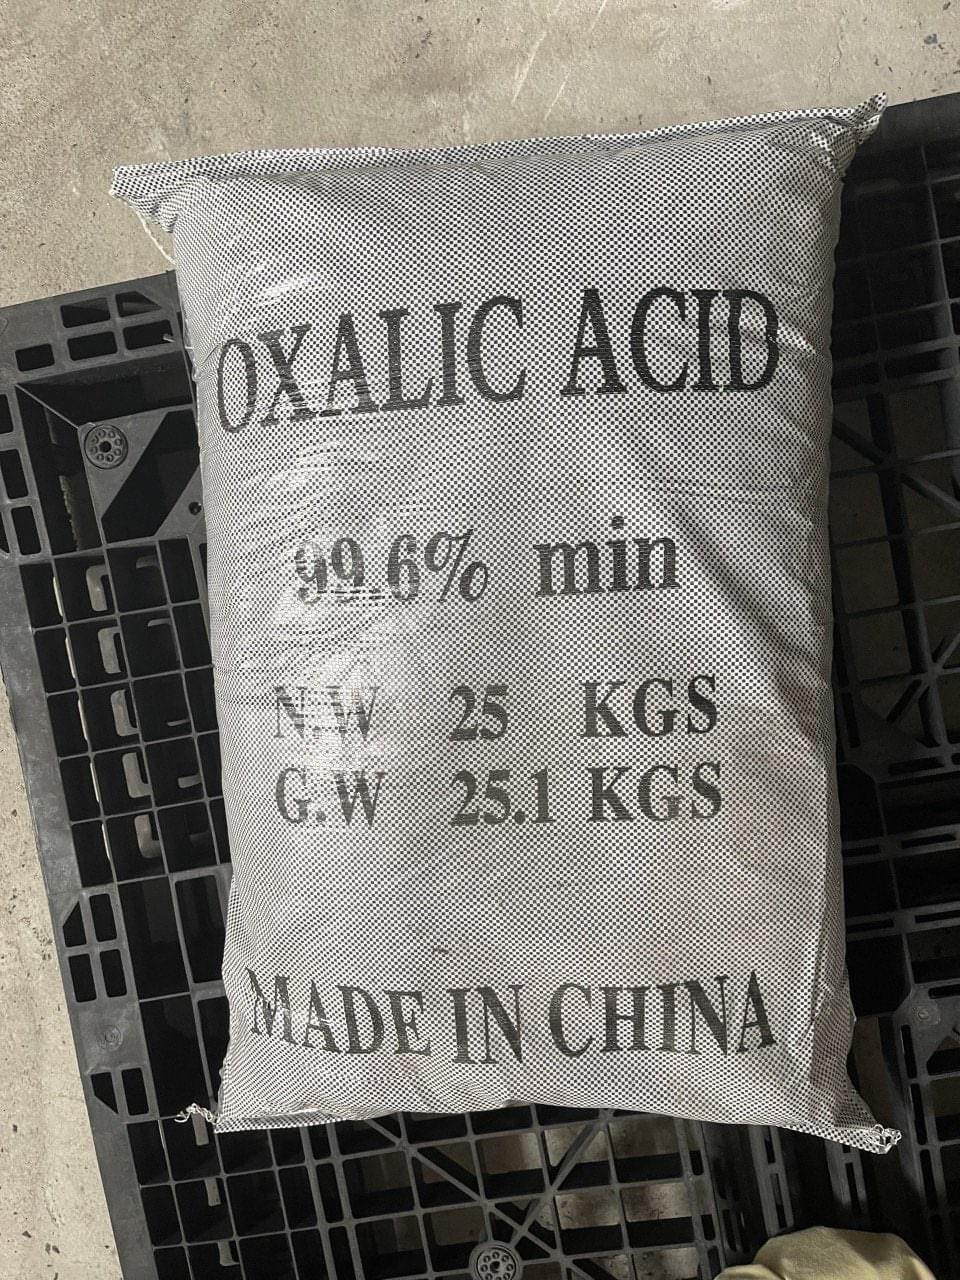 OXALIC ACID
99.6% min
N.W 25 KGS
G.W 25.1 KGS
MADE IN CHINA